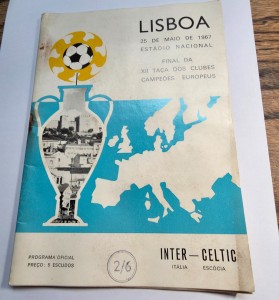 LISBOA
25 DE MAIO DE 1967
ESTÁDIO NACIONAL
FINAL DA
XII TAÇA DOS CLUBES
CAMPEÕES EUROPEUS
PROGRAMA OFICIAL
PREÇO: 5 ESCUDOS
2/6
INTER — CELTIC
ITÁLIA ESCÓCIA